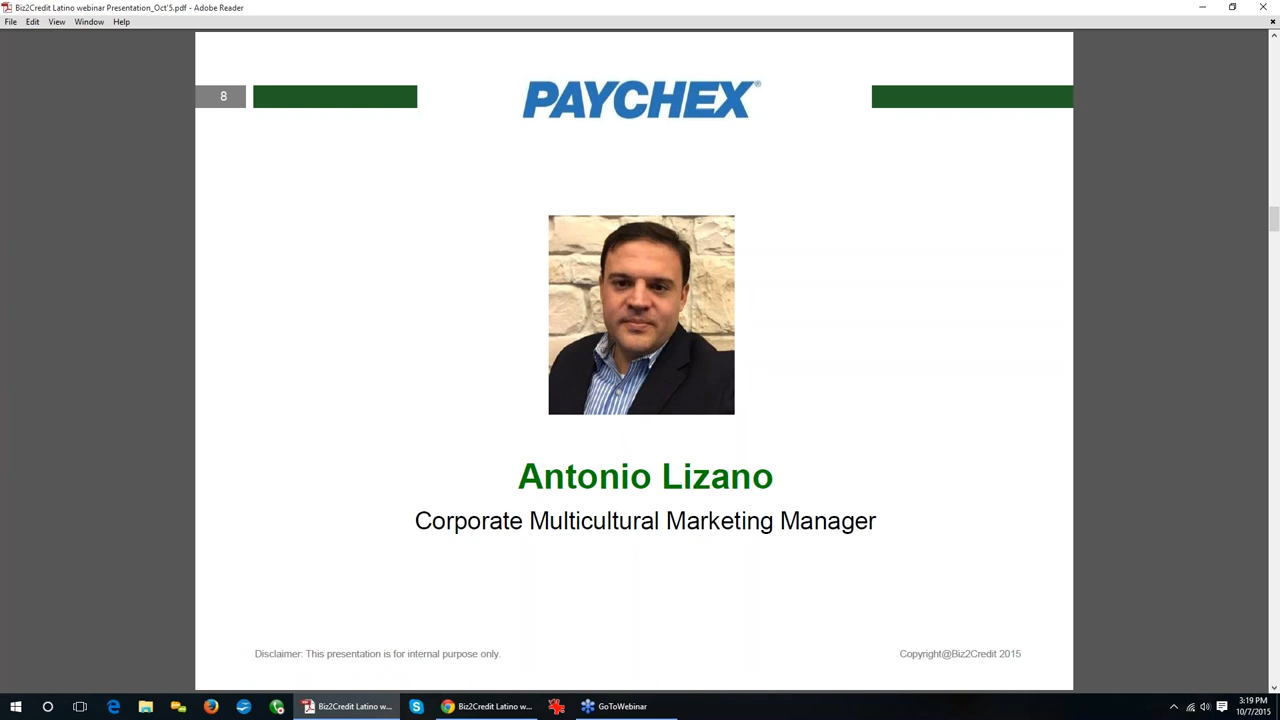 Biz2Credit Latino webinar Presentation_Oct'5.pdf - Adobe Reader
File Edit View Window Help
8
PAYCHEX®
Antonio Lizano
Corporate Multicultural Marketing Manager
Disclaimer: This presentation is for internal purpose only.
Copyright@Biz2Credit 2015
Biz2Credit Latino w...
Biz2Credit Latino w...
GoToWebinar
3:19 PM
10/7/2015